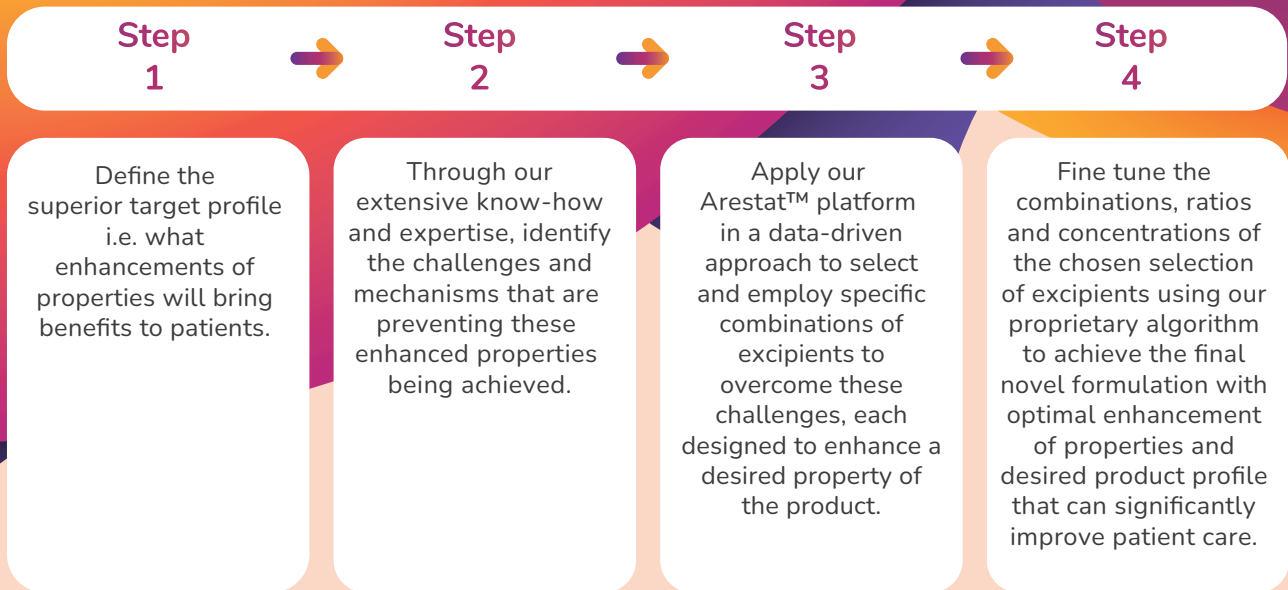 Step
1
Step
2
Step
3
Step
4
Define the
superior target profile
i.e. what
enhancements of
properties will bring
benefits to patients.
Through our
extensive know-how
and expertise, identify
the challenges and
mechanisms that are
preventing these
enhanced properties
being achieved.
Apply our
Arestat™ platform
in a data-driven
approach to select
and employ specific
combinations of
excipients to
overcome these
challenges, each
designed to enhance a
desired property of
the product.
Fine tune the
combinations, ratios
and concentrations of
the chosen selection
of excipients using our
proprietary algorithm
to achieve the final
novel formulation with
optimal enhancement
of properties and
desired product profile
that can significantly
improve patient care.